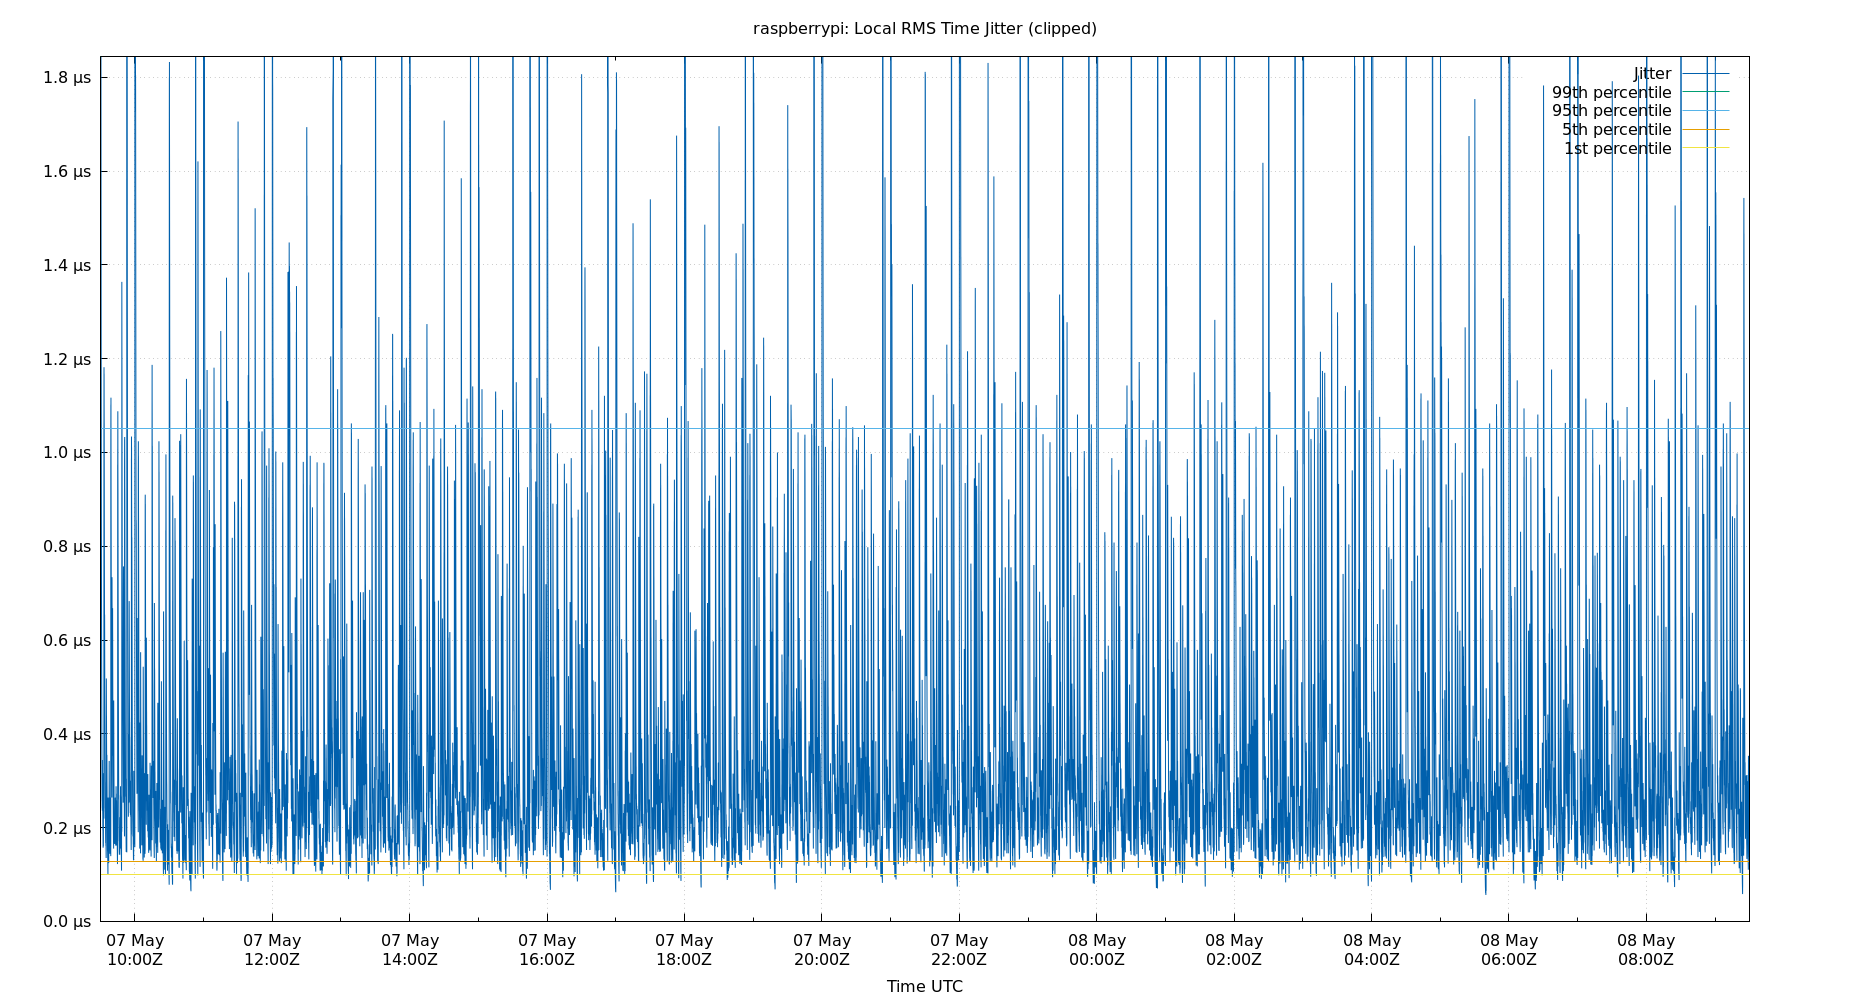 raspberrypi: Local RMS Time Jitter (clipped)
1.8 µs
1.6 µs
1.4 µs
1.2 µs
1.0 µs
0.8 µs
0.6 µs
0.4 µs
0.2 µs
0.0 µs
Jitter
99th percentile
95th percentile
5th percentile
1st percentile
07 May 07 May 07 May 07 May 07 May 07 May 07 May 08 May 08 May 08 May 08 May 08 May
10:00Z 12:00Z 14:00Z 16:00Z 18:00Z 20:00Z 22:00Z 00:00Z 02:00Z 04:00Z 06:00Z 08:00Z
Time UTC